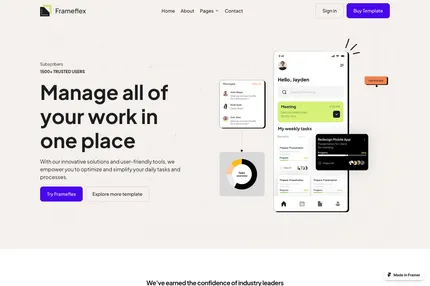 Frameflex
Home
About
Pages
Contact
Sign in
Buy Template
Subscribers
1500+ TRUSTED USERS
Manage all of
your work in
one place
With our innovative solutions and user-friendly tools, we
empower you to optimize and simplify your daily tasks and
processes.
Try Frameflex
Explore more template
Messages
Hello, Jayden
Meeting
My weekly tasks
Redesign Mobile App
Made in Framer
We've earned the confidence of industry leaders